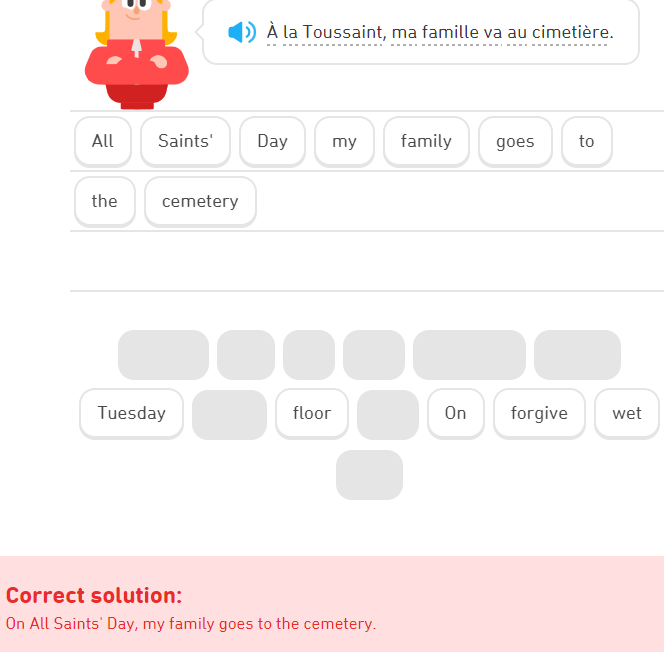 À la Toussaint, ma famille va au cimetière.
All Saints' Day my family goes to
the cemetery
Tuesday floor On forgive wet
Correct solution:
On All Saints' Day, my family goes to the cemetery.